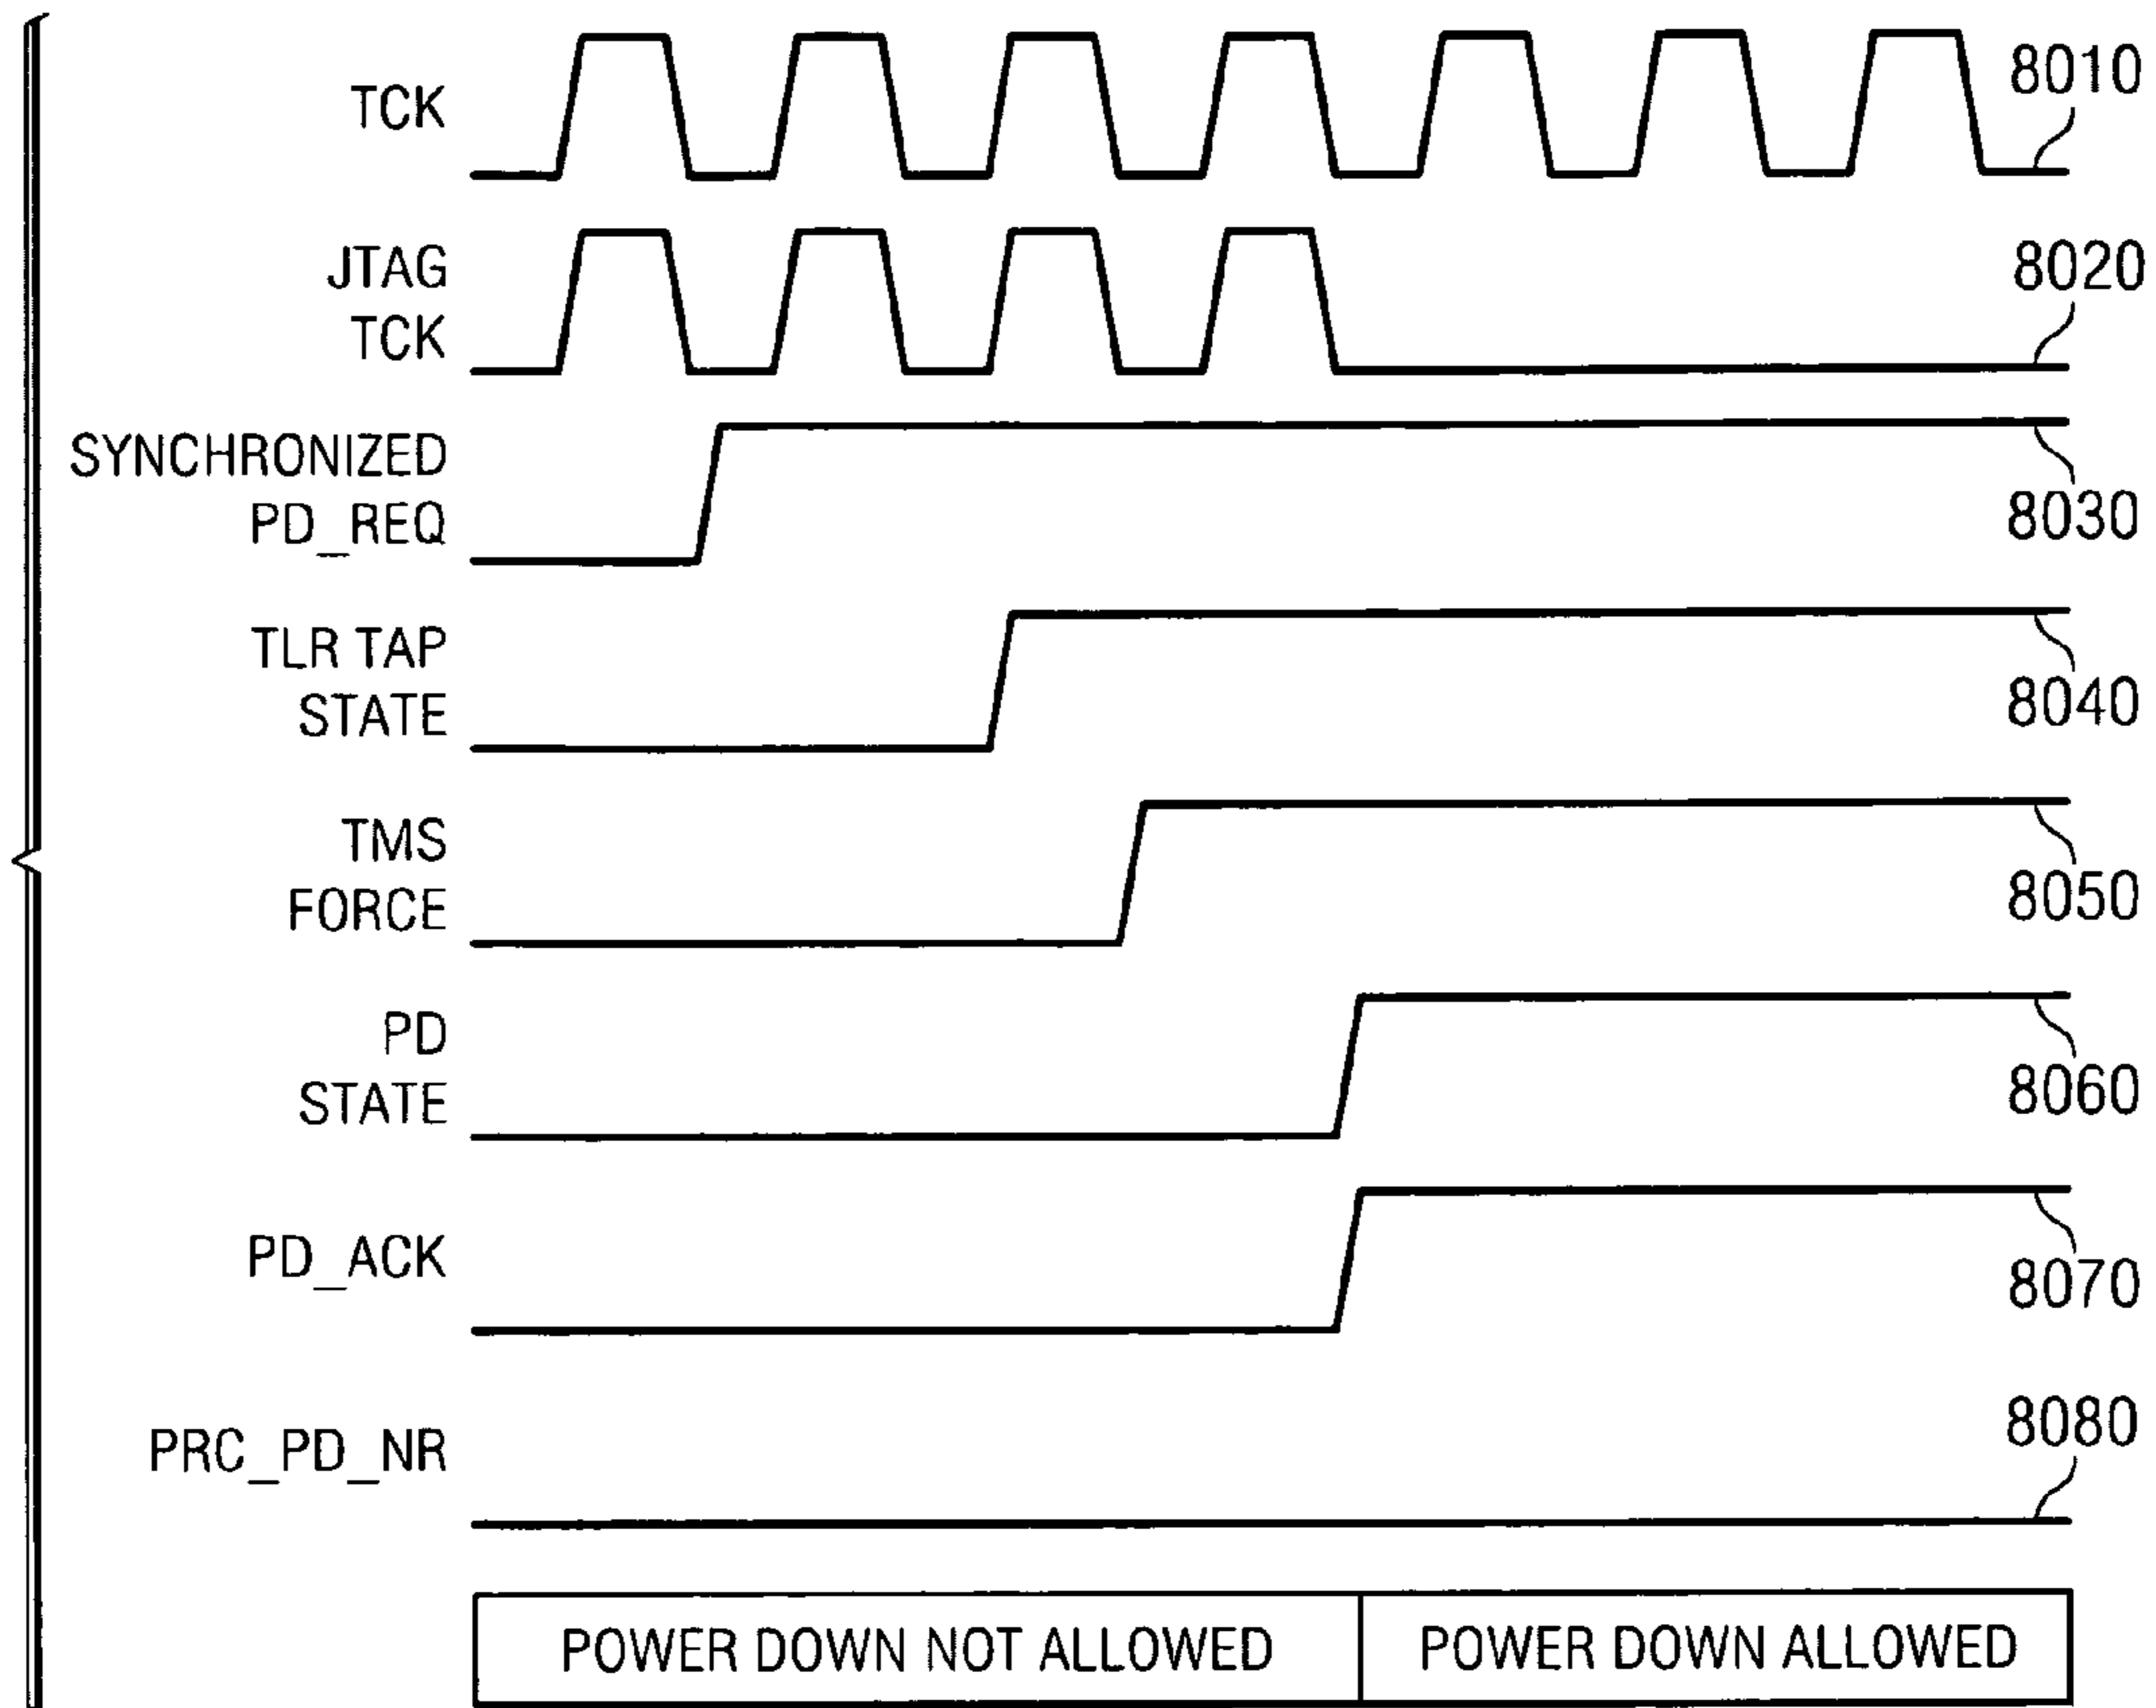 TCK
8010
JTAG
TCK
8020
SYNCHRONIZED
PD_REQ
8030
TLR TAP
STATE
8040
TMS
FORCE
8050
PD
STATE
8060
PD_ACK
8070
PRC_PD_NR
8080
POWER DOWN NOT ALLOWED
POWER DOWN ALLOWED